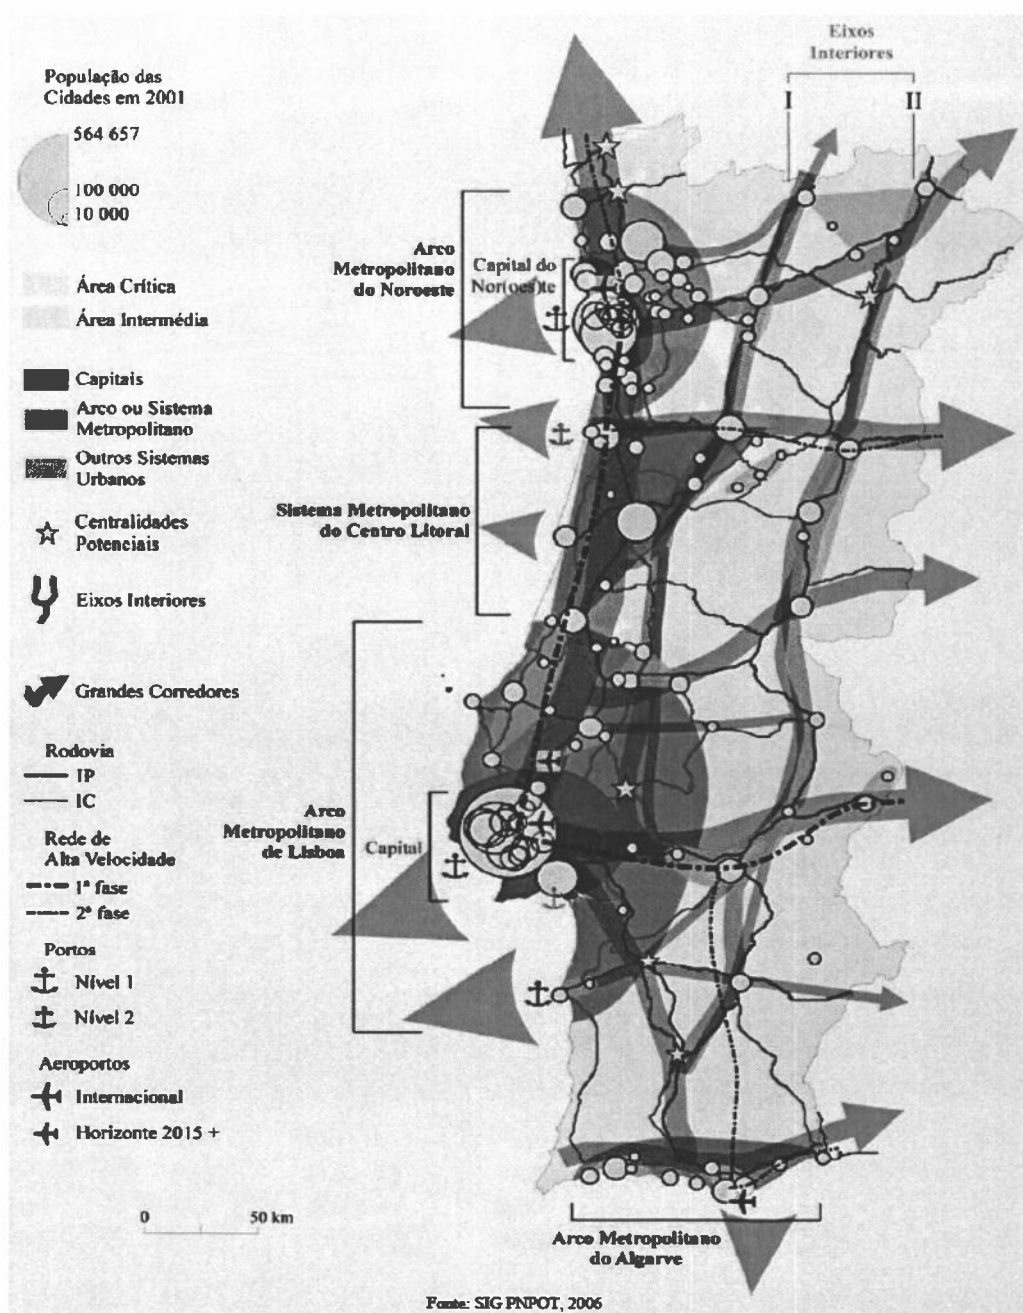 Eixos
Interiores
I
II
População das
Cidades em 2001
564 657
100 000
10 000
Área Crítica
Área Intermédia
Capitais
Arco ou Sistema
Metropolitano
Outros Sistemas
Urbanos
Centralidades
Potenciais
Eixos Interiores
Grandes Corredores
Rodovia
IP
IC
Rede de
Alta Velocidade
1ª fase
2ª fase
Portos
Nível 1
Nível 2
Aeroportos
Internacional
Horizonte 2015 +
0
50 km
Arco
Metropolitano
do Noroeste
Capital do
Nor(oes)te
Sistema Metropolitano
do Centro Litoral
Arco
Metropolitano
de Lisboa
Capital
Arco Metropolitano
do Algarve
Fonte: SIG PNPOT, 2006